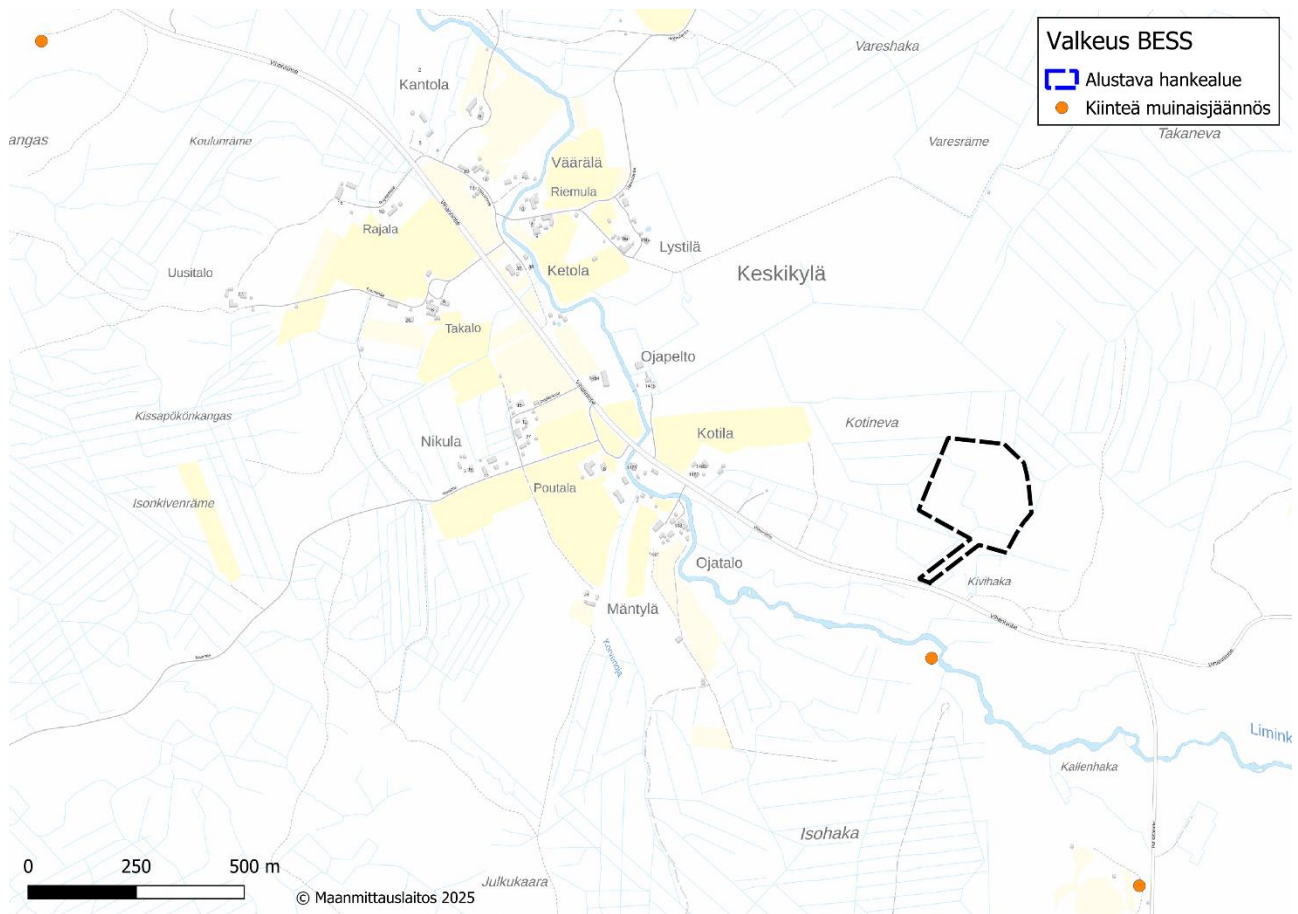 Valkeus BESS
Alustava hankealue
Kiinteä muinaisjäännös
Vareshaka
Takaneva
Varesräme
Kantola
angas
Koulunräme
Väärälä
Riemula
Rajala
Lystilä
Uusitalo
Ketola
Keskikylä
Takalo
Ojapelto
Kissapökönkangas
Nikula
Kotila
Kotineva
Isonkivenräme
Poutala
Ojatalo
Kivihaka
Mäntylä
Korvenoja
Limink
Kallenhaka
Isohaka
Julkukaara
0 250 500 m
© Maanmittauslaitos 2025